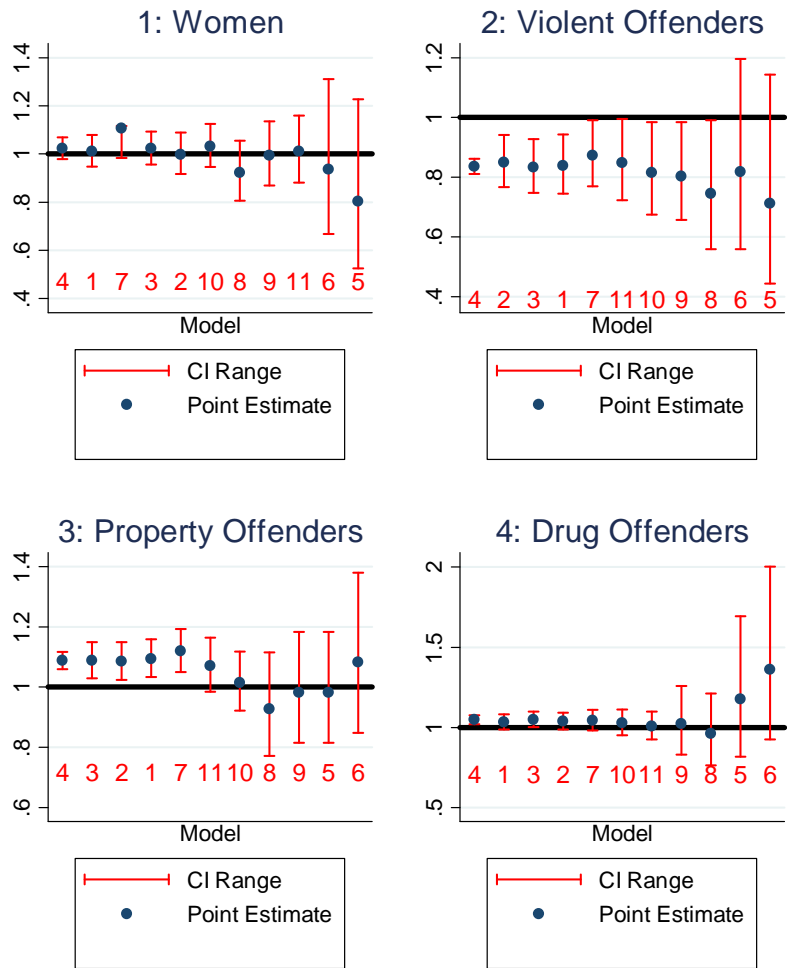 1: Women
1.4
1.2
1
.8
.6
.4
4 1 7 3 2 10 8 9 11 6 5
Model
CI Range
Point Estimate
2: Violent Offenders
1.2
1
.8
.6
.4
4 2 3 1 7 11 10 9 8 6 5
Model
CI Range
Point Estimate
3: Property Offenders
1.4
1.2
1
.8
.6
4 3 2 1 7 11 10 8 9 5 6
Model
CI Range
Point Estimate
4: Drug Offenders
2
1.5
1
.5
4 1 3 2 7 10 11 9 8 5 6
Model
CI Range
Point Estimate